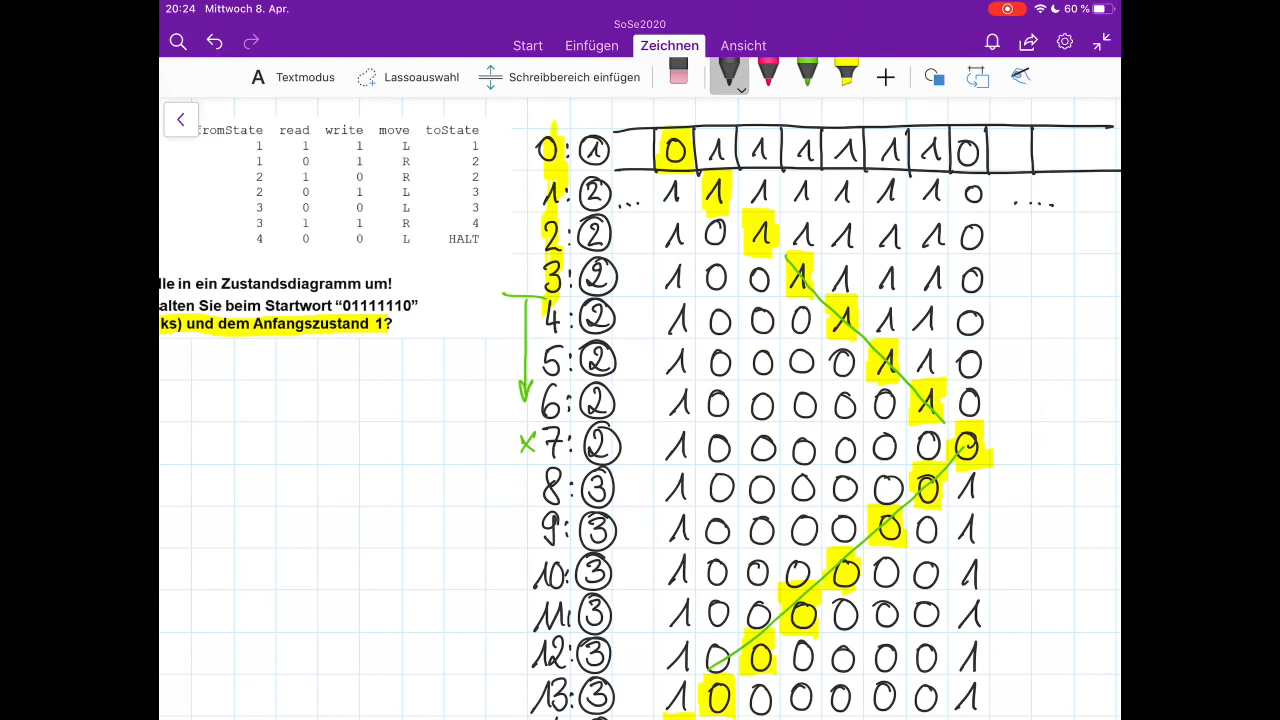 20:24 Mittwoch 8. Apr.
60 %
SoSe2020
Start Einfügen Zeichnen Ansicht
A Textmodus Lassoauswahl Schreibbereich einfügen
fromState read write move toState
1 1 1 L 1
1 0 1 R 2
2 1 0 R 2
2 0 1 L 3
3 0 0 L 3
3 1 1 R 4
4 0 0 L HALT
lle in ein Zustandsdiagramm um!
alten Sie beim Startwort “01111110”
ks) und dem Anfangszustand 1?
0: 1 0 1 1 1 1 1 1 0
1: 2 ... 1 1 1 1 1 1 1 0 ....
2: 2 1 0 1 1 1 1 1 0
3: 2 1 0 0 1 1 1 1 0
4: 2 1 0 0 0 1 1 1 0
5: 2 1 0 0 0 0 1 1 0
6: 2 1 0 0 0 0 0 1 0
x 7: 2 1 0 0 0 0 0 0 0
8: 3 1 0 0 0 0 0 0 1
9: 3 1 0 0 0 0 0 0 1
10: 3 1 0 0 0 0 0 0 1
11: 3 1 0 0 0 0 0 0 1
12: 3 1 0 0 0 0 0 0 1
13: 3 1 0 0 0 0 0 0 1